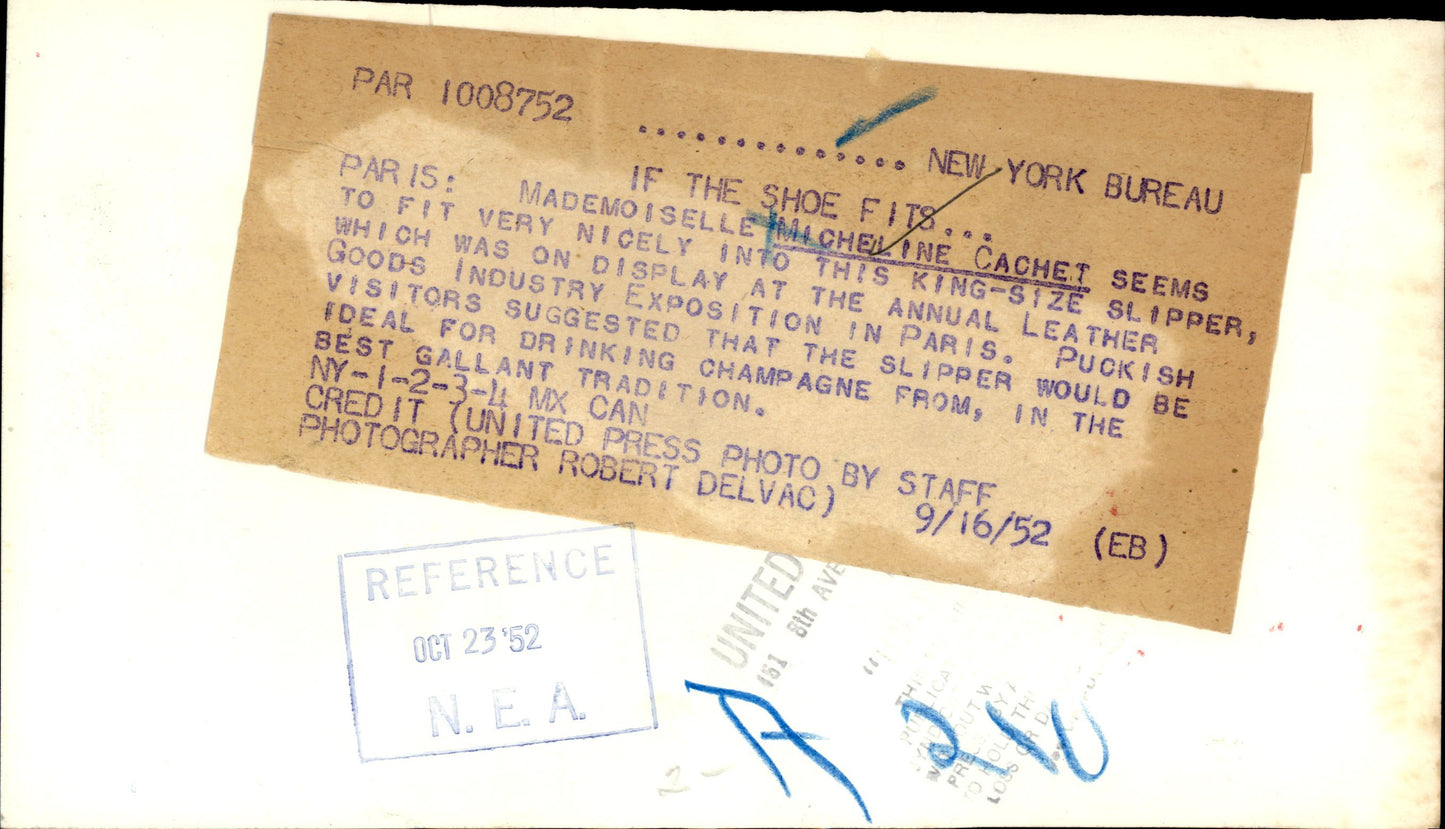 PAR 1008752
............... NEW YORK BUREAU
IF THE SHOE FITS...
PARIS: MADEMOISELLE MICHELINE CACHET SEEMS
TO FIT VERY NICELY INTO THIS KING-SIZE SLIPPER,
WHICH WAS ON DISPLAY AT THE ANNUAL LEATHER
GOODS INDUSTRY EXPOSITION IN PARIS. PUCKISH
VISITORS SUGGESTED THAT THE SLIPPER WOULD BE
IDEAL FOR DRINKING CHAMPAGNE FROM, IN THE
BEST GALLANT TRADITION.
NY-1-2-3-4 MX CAN
CREDIT (UNITED PRESS PHOTO BY STAFF
PHOTOGRAPHER ROBERT DELVAC) 9/16/52 (EB)
REFERENCE
OCT 23 '52
N. E. A.
UNITED
161 8th AVE
LOSS OR
2-